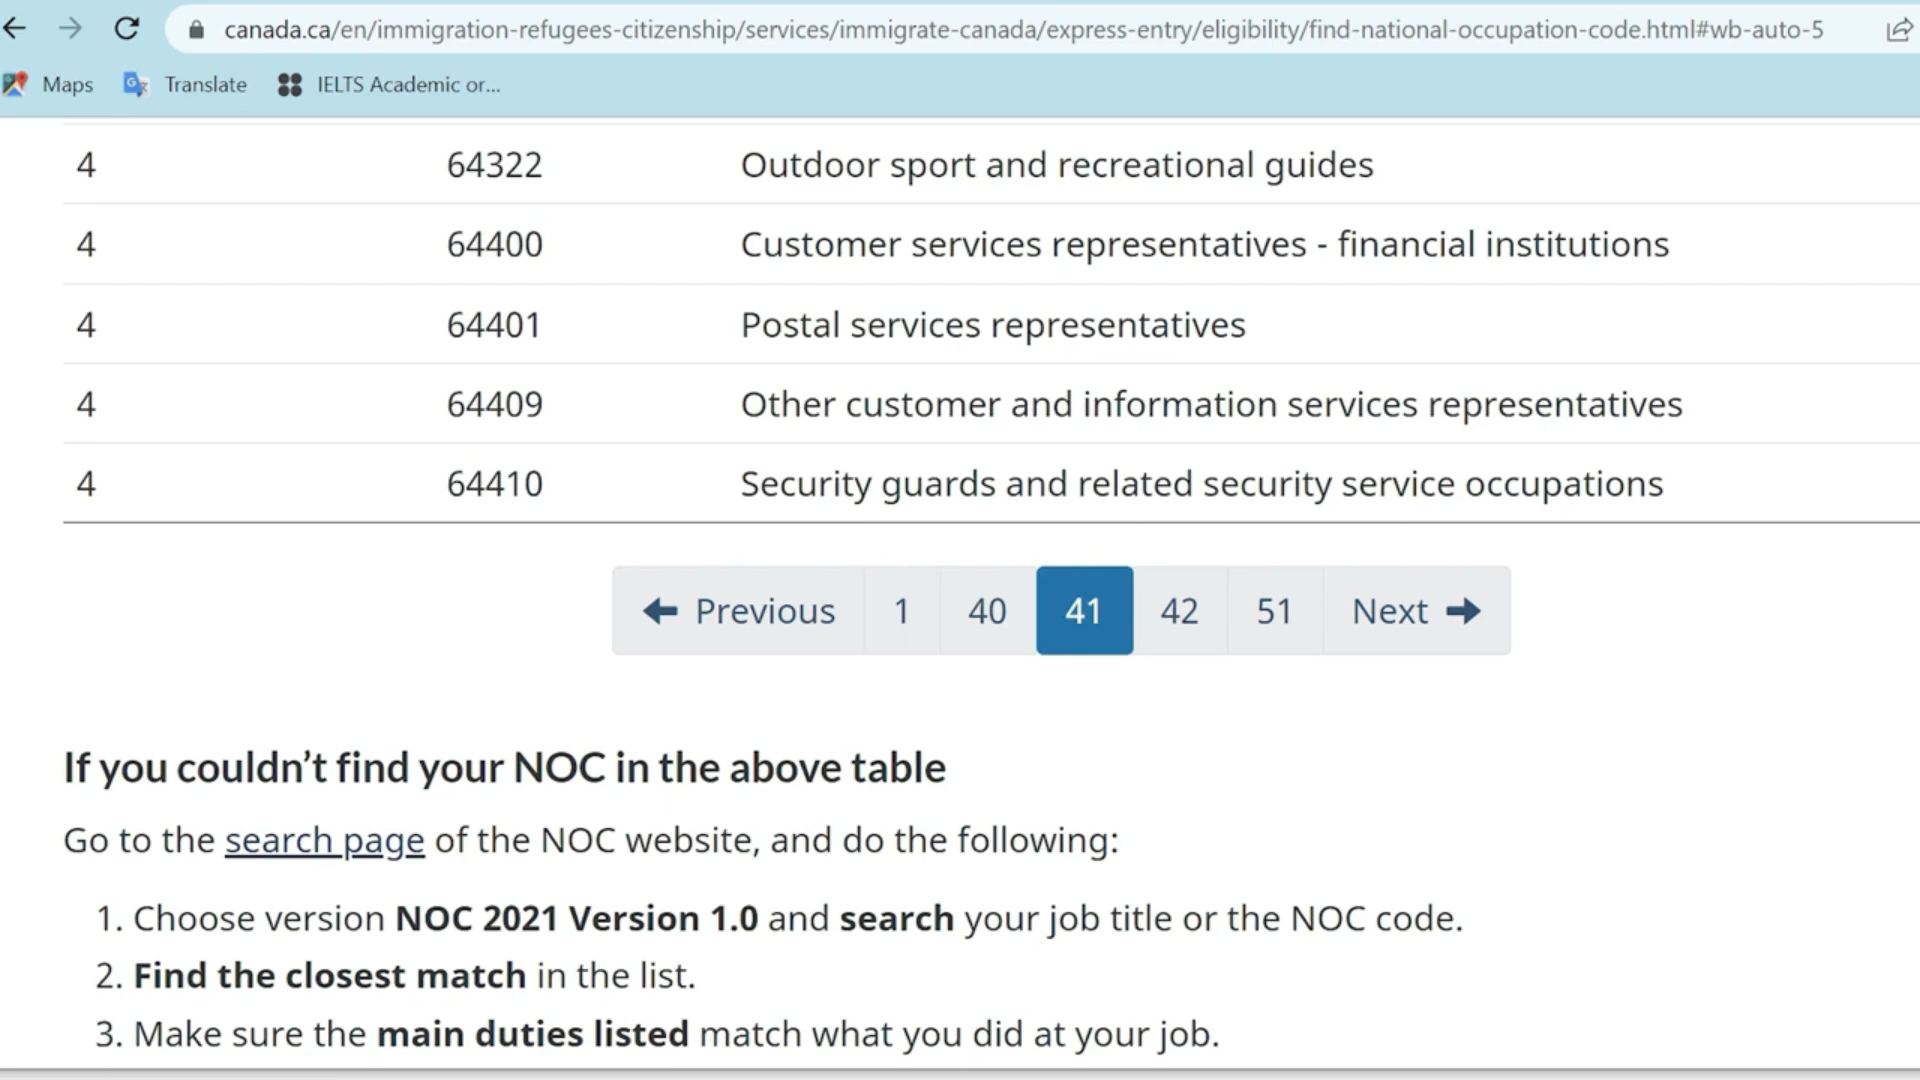 canada.ca/en/immigration-refugees-citizenship/services/immigrate-canada/express-entry/eligibility/find-national-occupation-code.html#wb-auto-5
Maps Translate IELTS Academic or...
4 64322 Outdoor sport and recreational guides
4 64400 Customer services representatives - financial institutions
4 64401 Postal services representatives
4 64409 Other customer and information services representatives
4 64410 Security guards and related security service occupations
Previous 1 40 41 42 51 Next
If you couldn't find your NOC in the above table
Go to the search page of the NOC website, and do the following:
1. Choose version NOC 2021 Version 1.0 and search your job title or the NOC code.
2. Find the closest match in the list.
3. Make sure the main duties listed match what you did at your job.